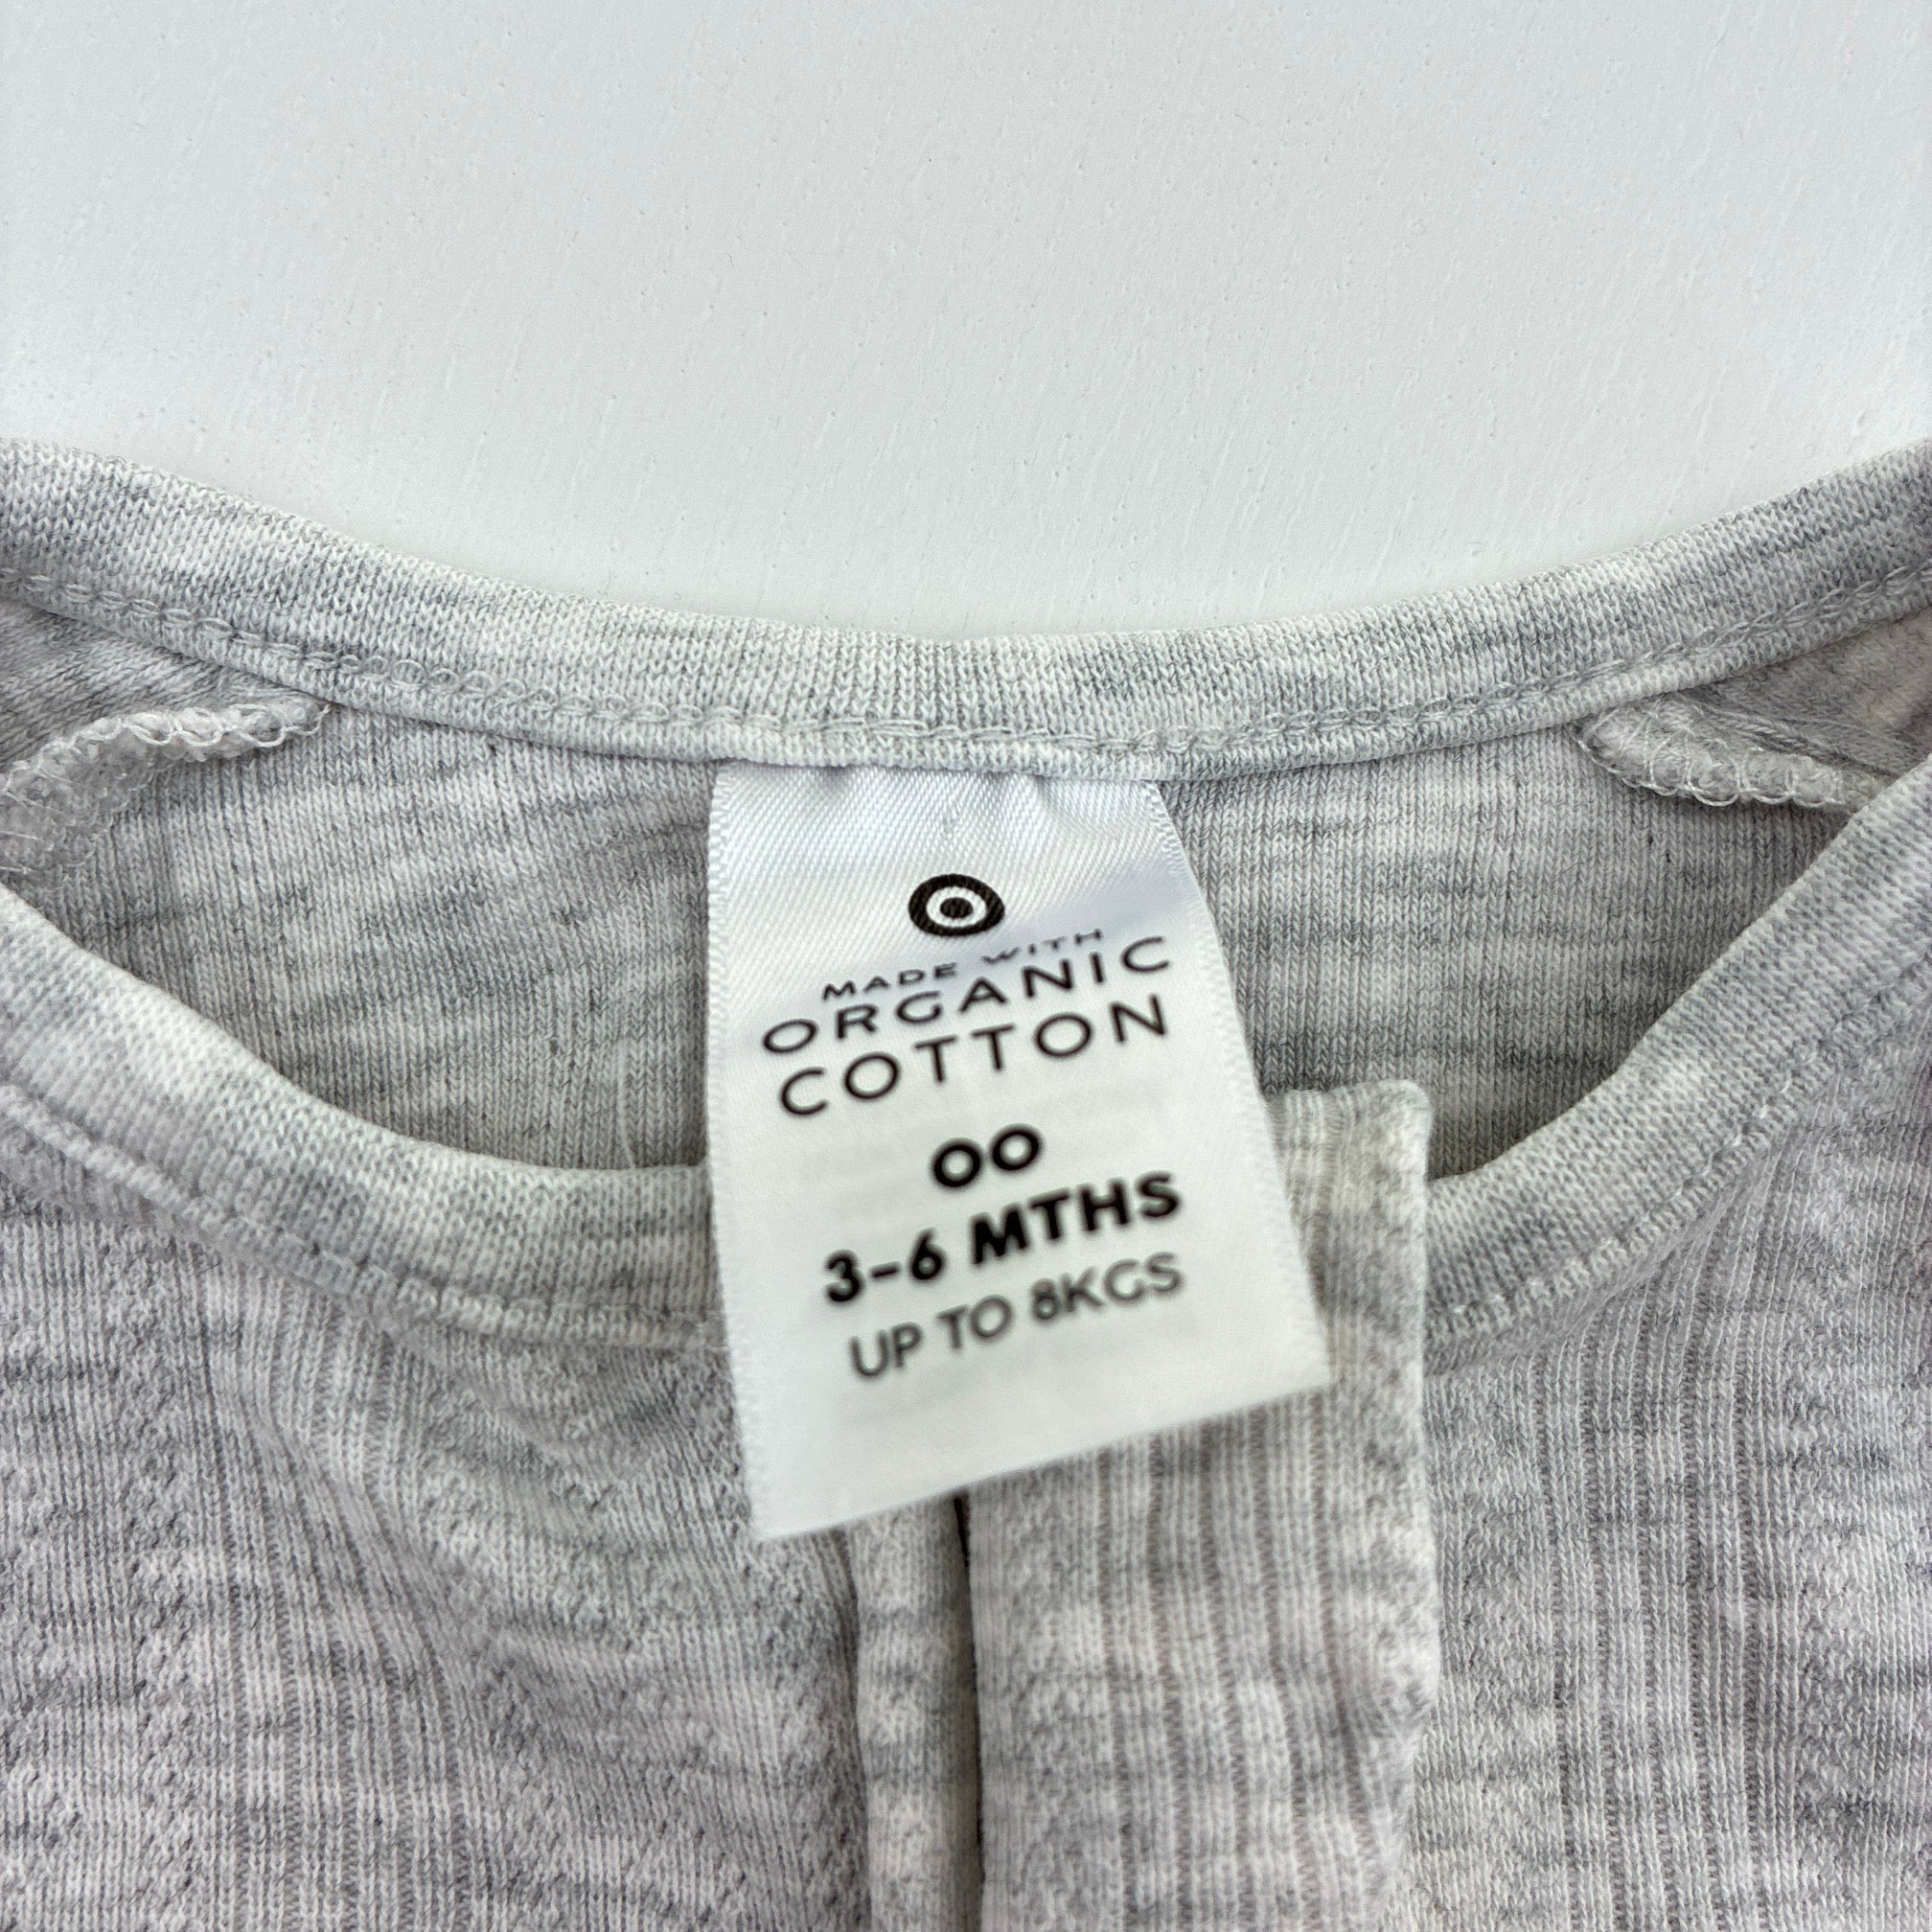 MADE WITH
ORGANIC
COTTON
00
3-6 MTHS
UP TO 8KGS